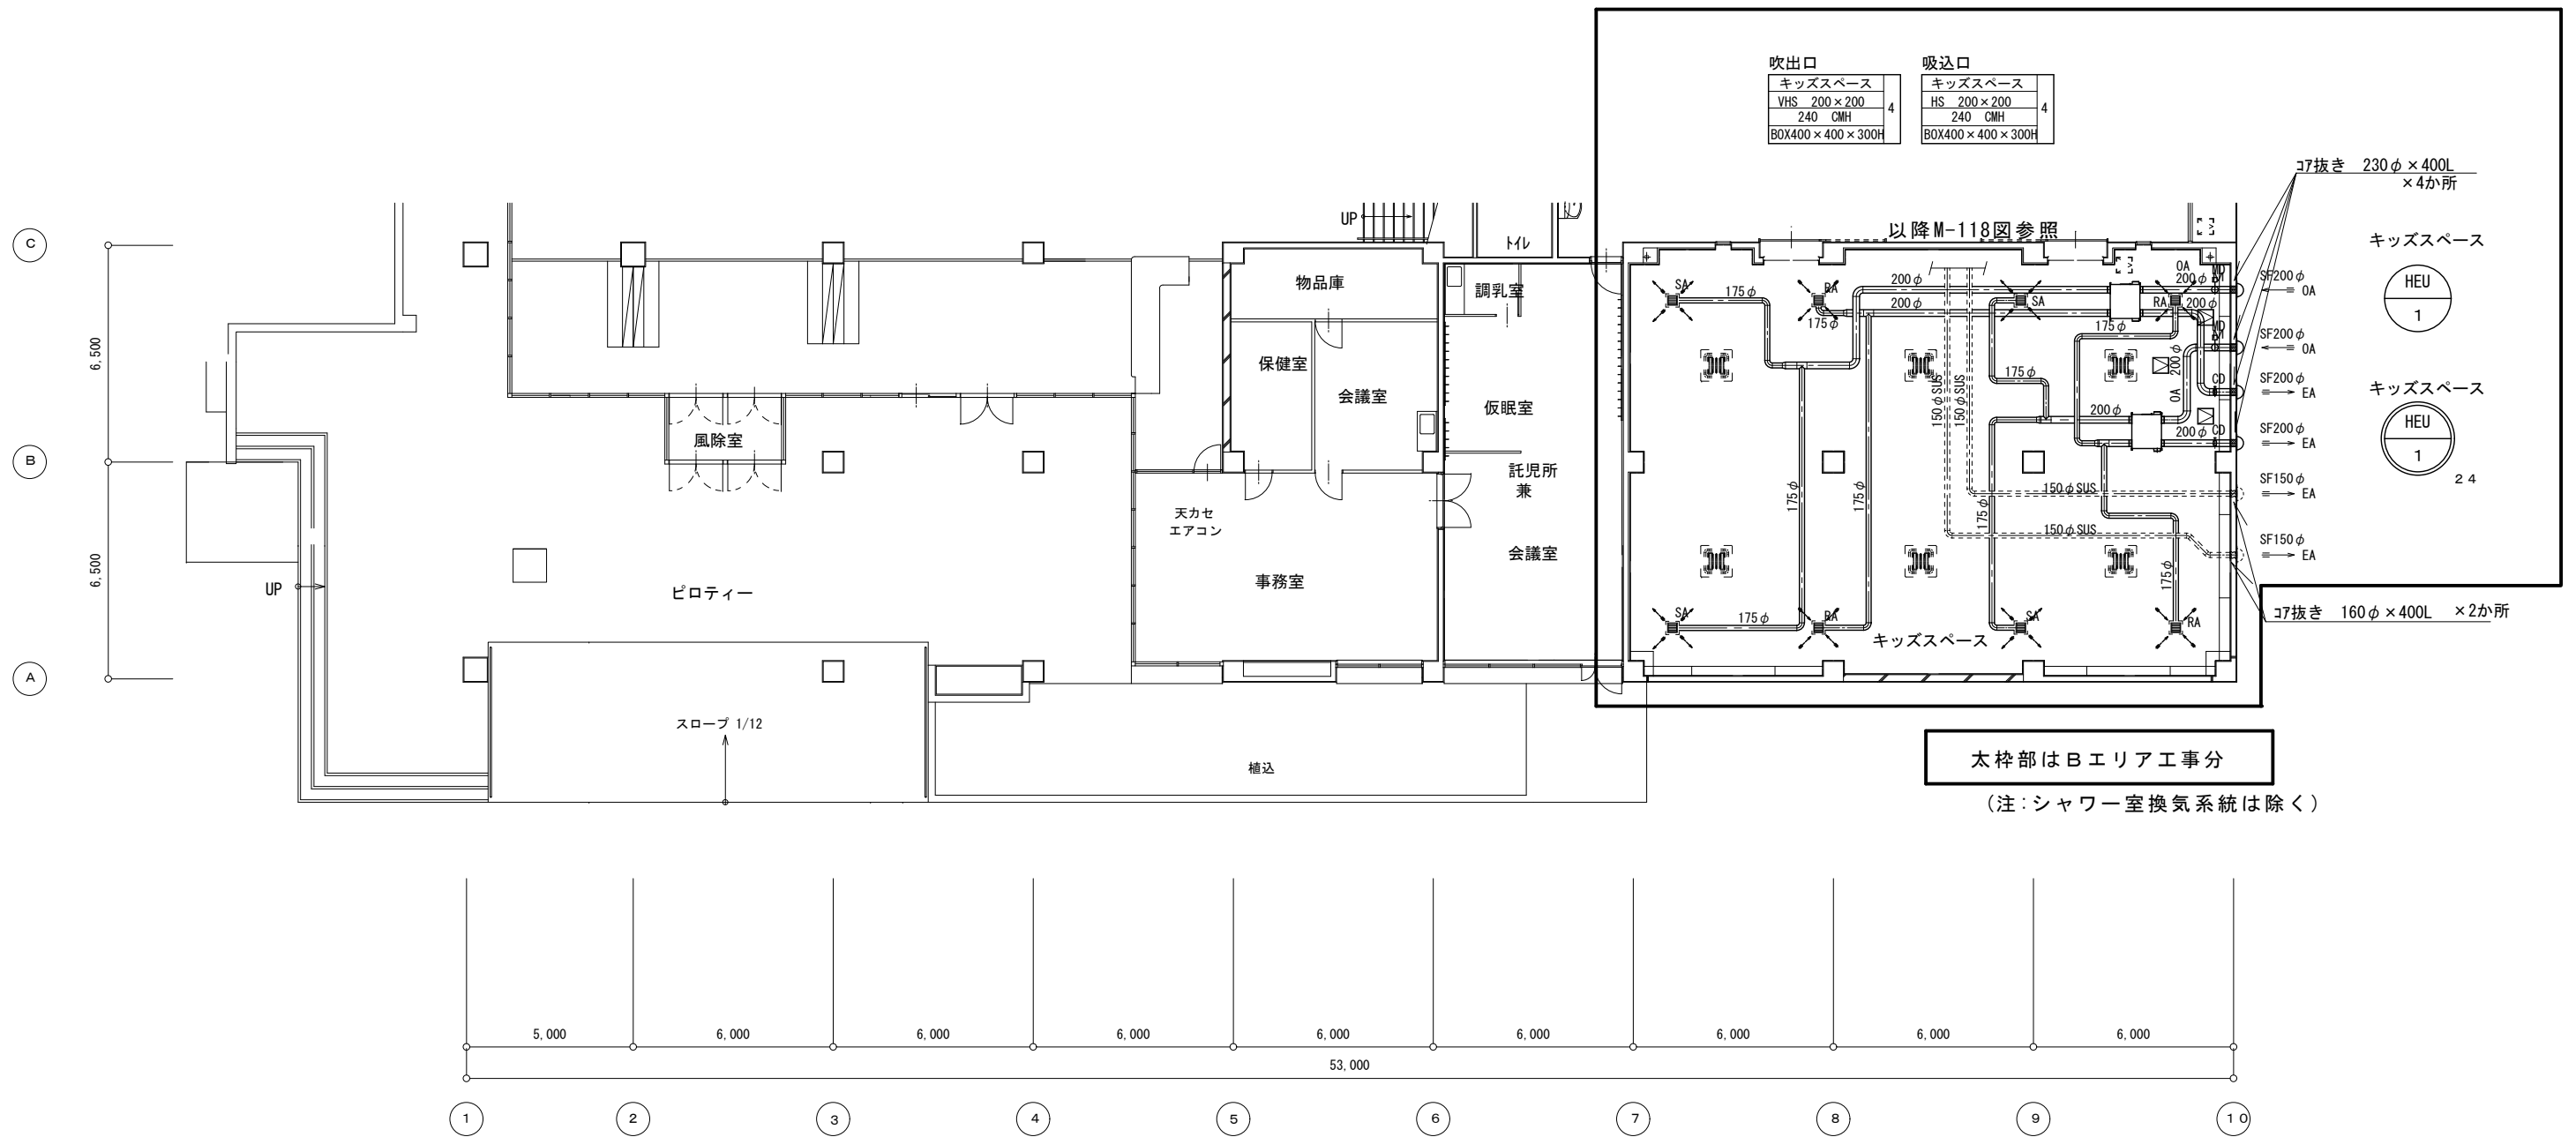 吹出口
キッズスペース
VHS 200×200
240 CMH
BOX400×400×300H
4
吸込口
キッズスペース
HS 200×200
240 CMH
BOX400×400×300H
4
コア抜き 230φ×400L
×4か所
以降M-118図参照
キッズスペース
HEU
1
キッズスペース
HEU
1
24
C
B
A
6,500
6,500
UP
UP
トイレ
物品庫
調乳室
保健室
会議室
仮眠室
風除室
託児所
兼
会議室
天カセ
エアコン
事務室
ピロティー
スロープ 1/12
植込
SA
175φ
RA
175φ
200φ
200φ
SA
RA
OA
200φ
VD
200φ
175φ
VD
175φ
OA 200φ
CD
200φ
200φ
CD
150φSUS
150φSUS
150φSUS
150φSUS
175φ
175φ
175φ
175φ
SA
175φ
RA
SA
RA
キッズスペース
SF200φ
OA
SF200φ
OA
SF200φ
EA
SF200φ
EA
SF150φ
EA
SF150φ
EA
コア抜き 160φ×400L ×2か所
太枠部はBエリア工事分
(注:シャワー室換気系統は除く)
5,000
6,000
6,000
6,000
6,000
6,000
6,000
6,000
6,000
53,000
1
2
3
4
5
6
7
8
9
10